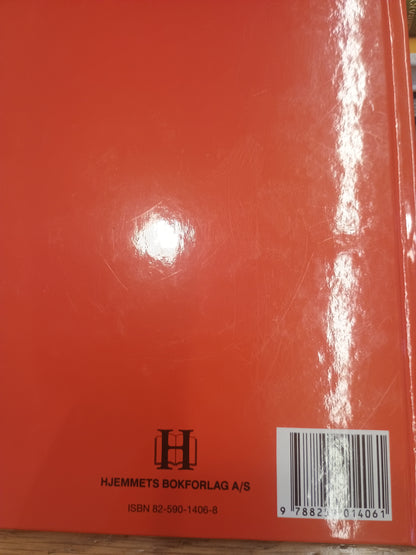 H
HJEMMETS BOKFORLAG A/S
ISBN 82-590-1406-8